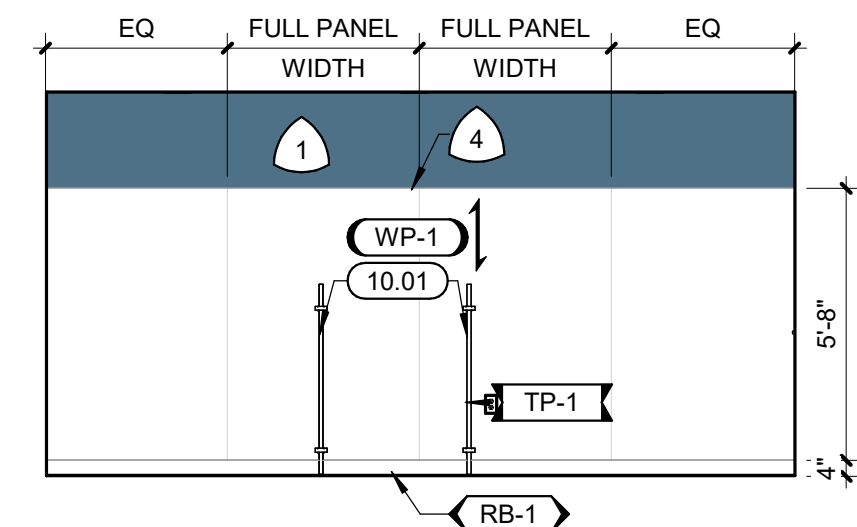 EQ
FULL PANEL
WIDTH
FULL PANEL
WIDTH
EQ
1
4
WP-1
10.01
5'-8"
TP-1
4"
RB-1